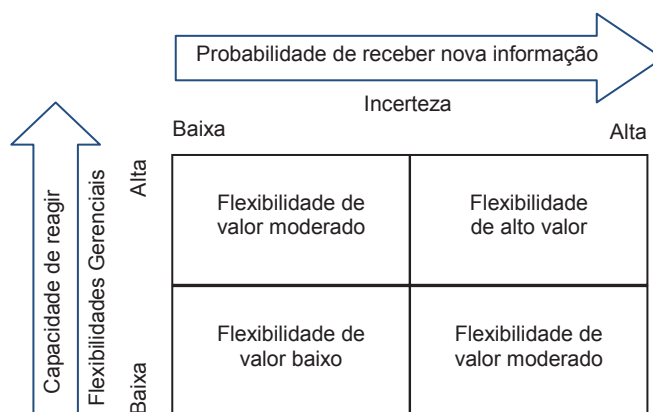 Probabilidade de receber nova informação
Incerteza
Baixa
Alta
Capacidade de reagir
Flexibilidades Gerenciais
Alta
Baixa
Flexibilidade de
valor moderado
Flexibilidade
de alto valor
Flexibilidade de
valor baixo
Flexibilidade de
valor moderado